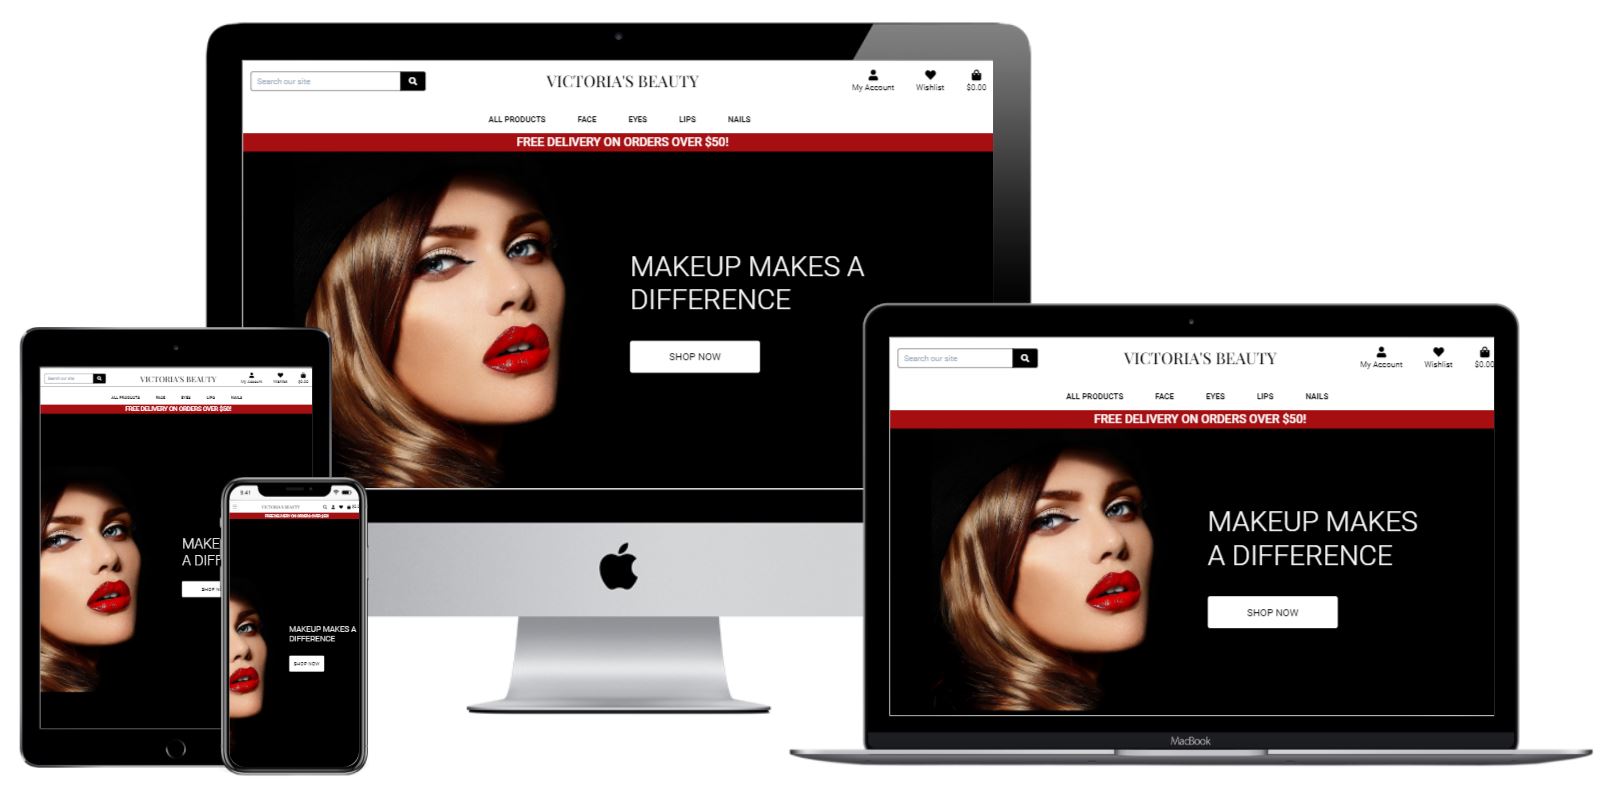 Search our site
VICTORIA'S BEAUTY
My Account
Wishlist
$0.00
ALL PRODUCTS FACE EYES LIPS NAILS
FREE DELIVERY ON ORDERS OVER $50!
MAKEUP MAKES A
DIFFERENCE
SHOP NOW
Search our site
VICTORIA'S BEAUTY
My Account
Wishlist
$0.00
ALL PRODUCTS FACE EYES LIPS NAILS
FREE DELIVERY ON ORDERS OVER $50!
MAKEUP MAKES
A DIFFERENCE
SHOP NOW
MacBook
Search our site
VICTORIA'S BEAUTY
My Account
Wishlist
$0.00
ALL PRODUCTS FACE EYES LIPS NAILS
FREE DELIVERY ON ORDERS OVER $50!
MAKE
A DIFF
SHOP N
9:41
VICTORIA'S BEAUTY
FREE DELIVERY ON ORDERS OVER $50!
MAKEUP MAKES A
DIFFERENCE
SHOP NOW